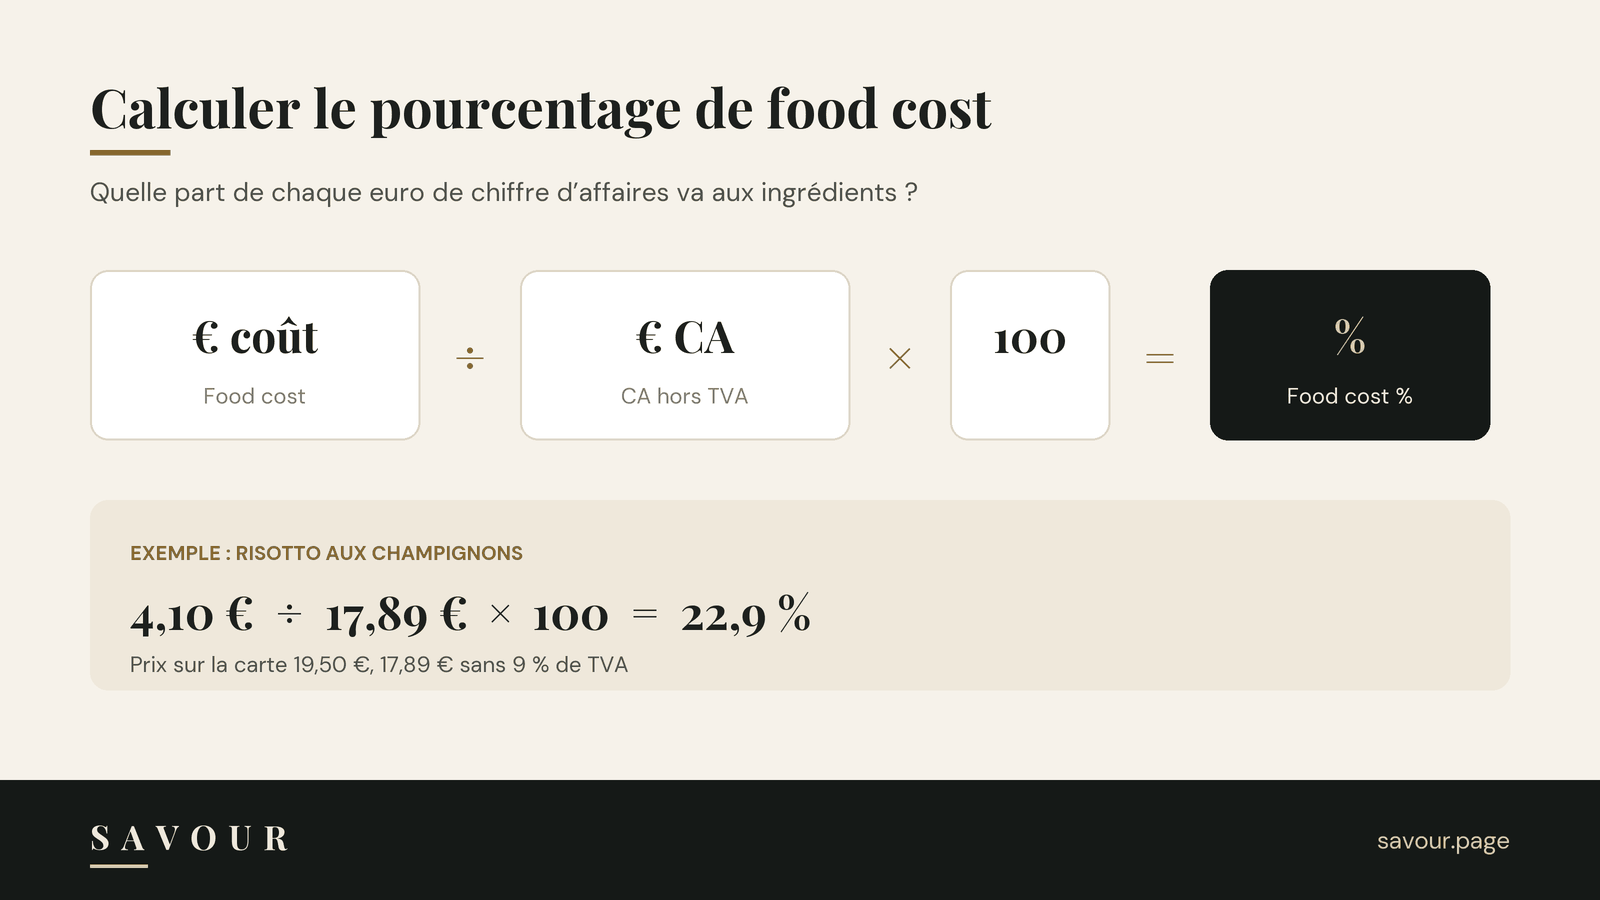 Calculer le pourcentage de food cost
Quelle part de chaque euro de chiffre d’affaires va aux ingrédients ?
€ coût
Food cost
÷
€ CA
CA hors TVA
×
100
=
%
Food cost %
EXEMPLE : RISOTTO AUX CHAMPIGNONS
4,10 € ÷ 17,89 € × 100 = 22,9 %
Prix sur la carte 19,50 €, 17,89 € sans 9 % de TVA
SAVOUR
savour.page